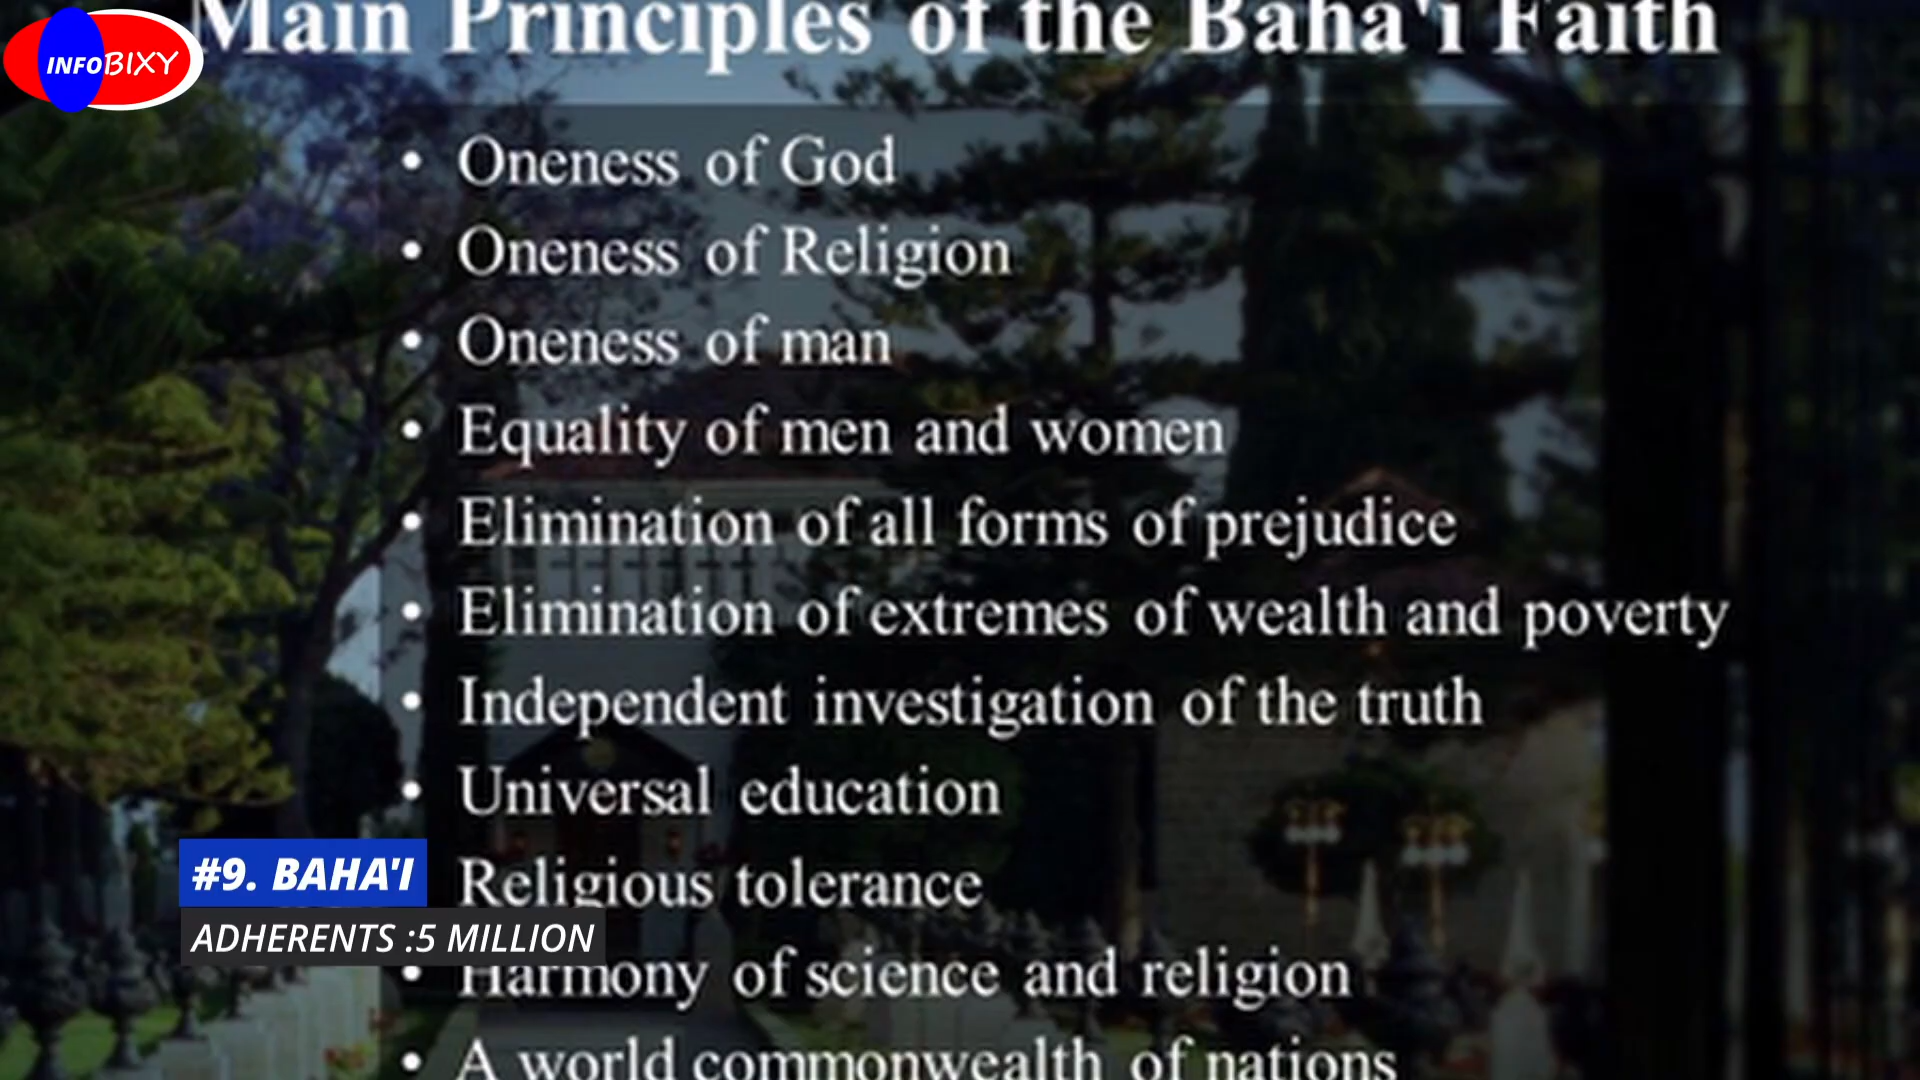 Main Principles of the Baha'i Faith
INFOBIXY
• Oneness of God
• Oneness of Religion
• Oneness of man
• Equality of men and women
• Elimination of all forms of prejudice
• Elimination of extremes of wealth and poverty
• Independent investigation of the truth
• Universal education
#9. BAHA'I
Religious tolerance
ADHERENTS :5 MILLION
• Harmony of science and religion
• A world commonwealth of nations